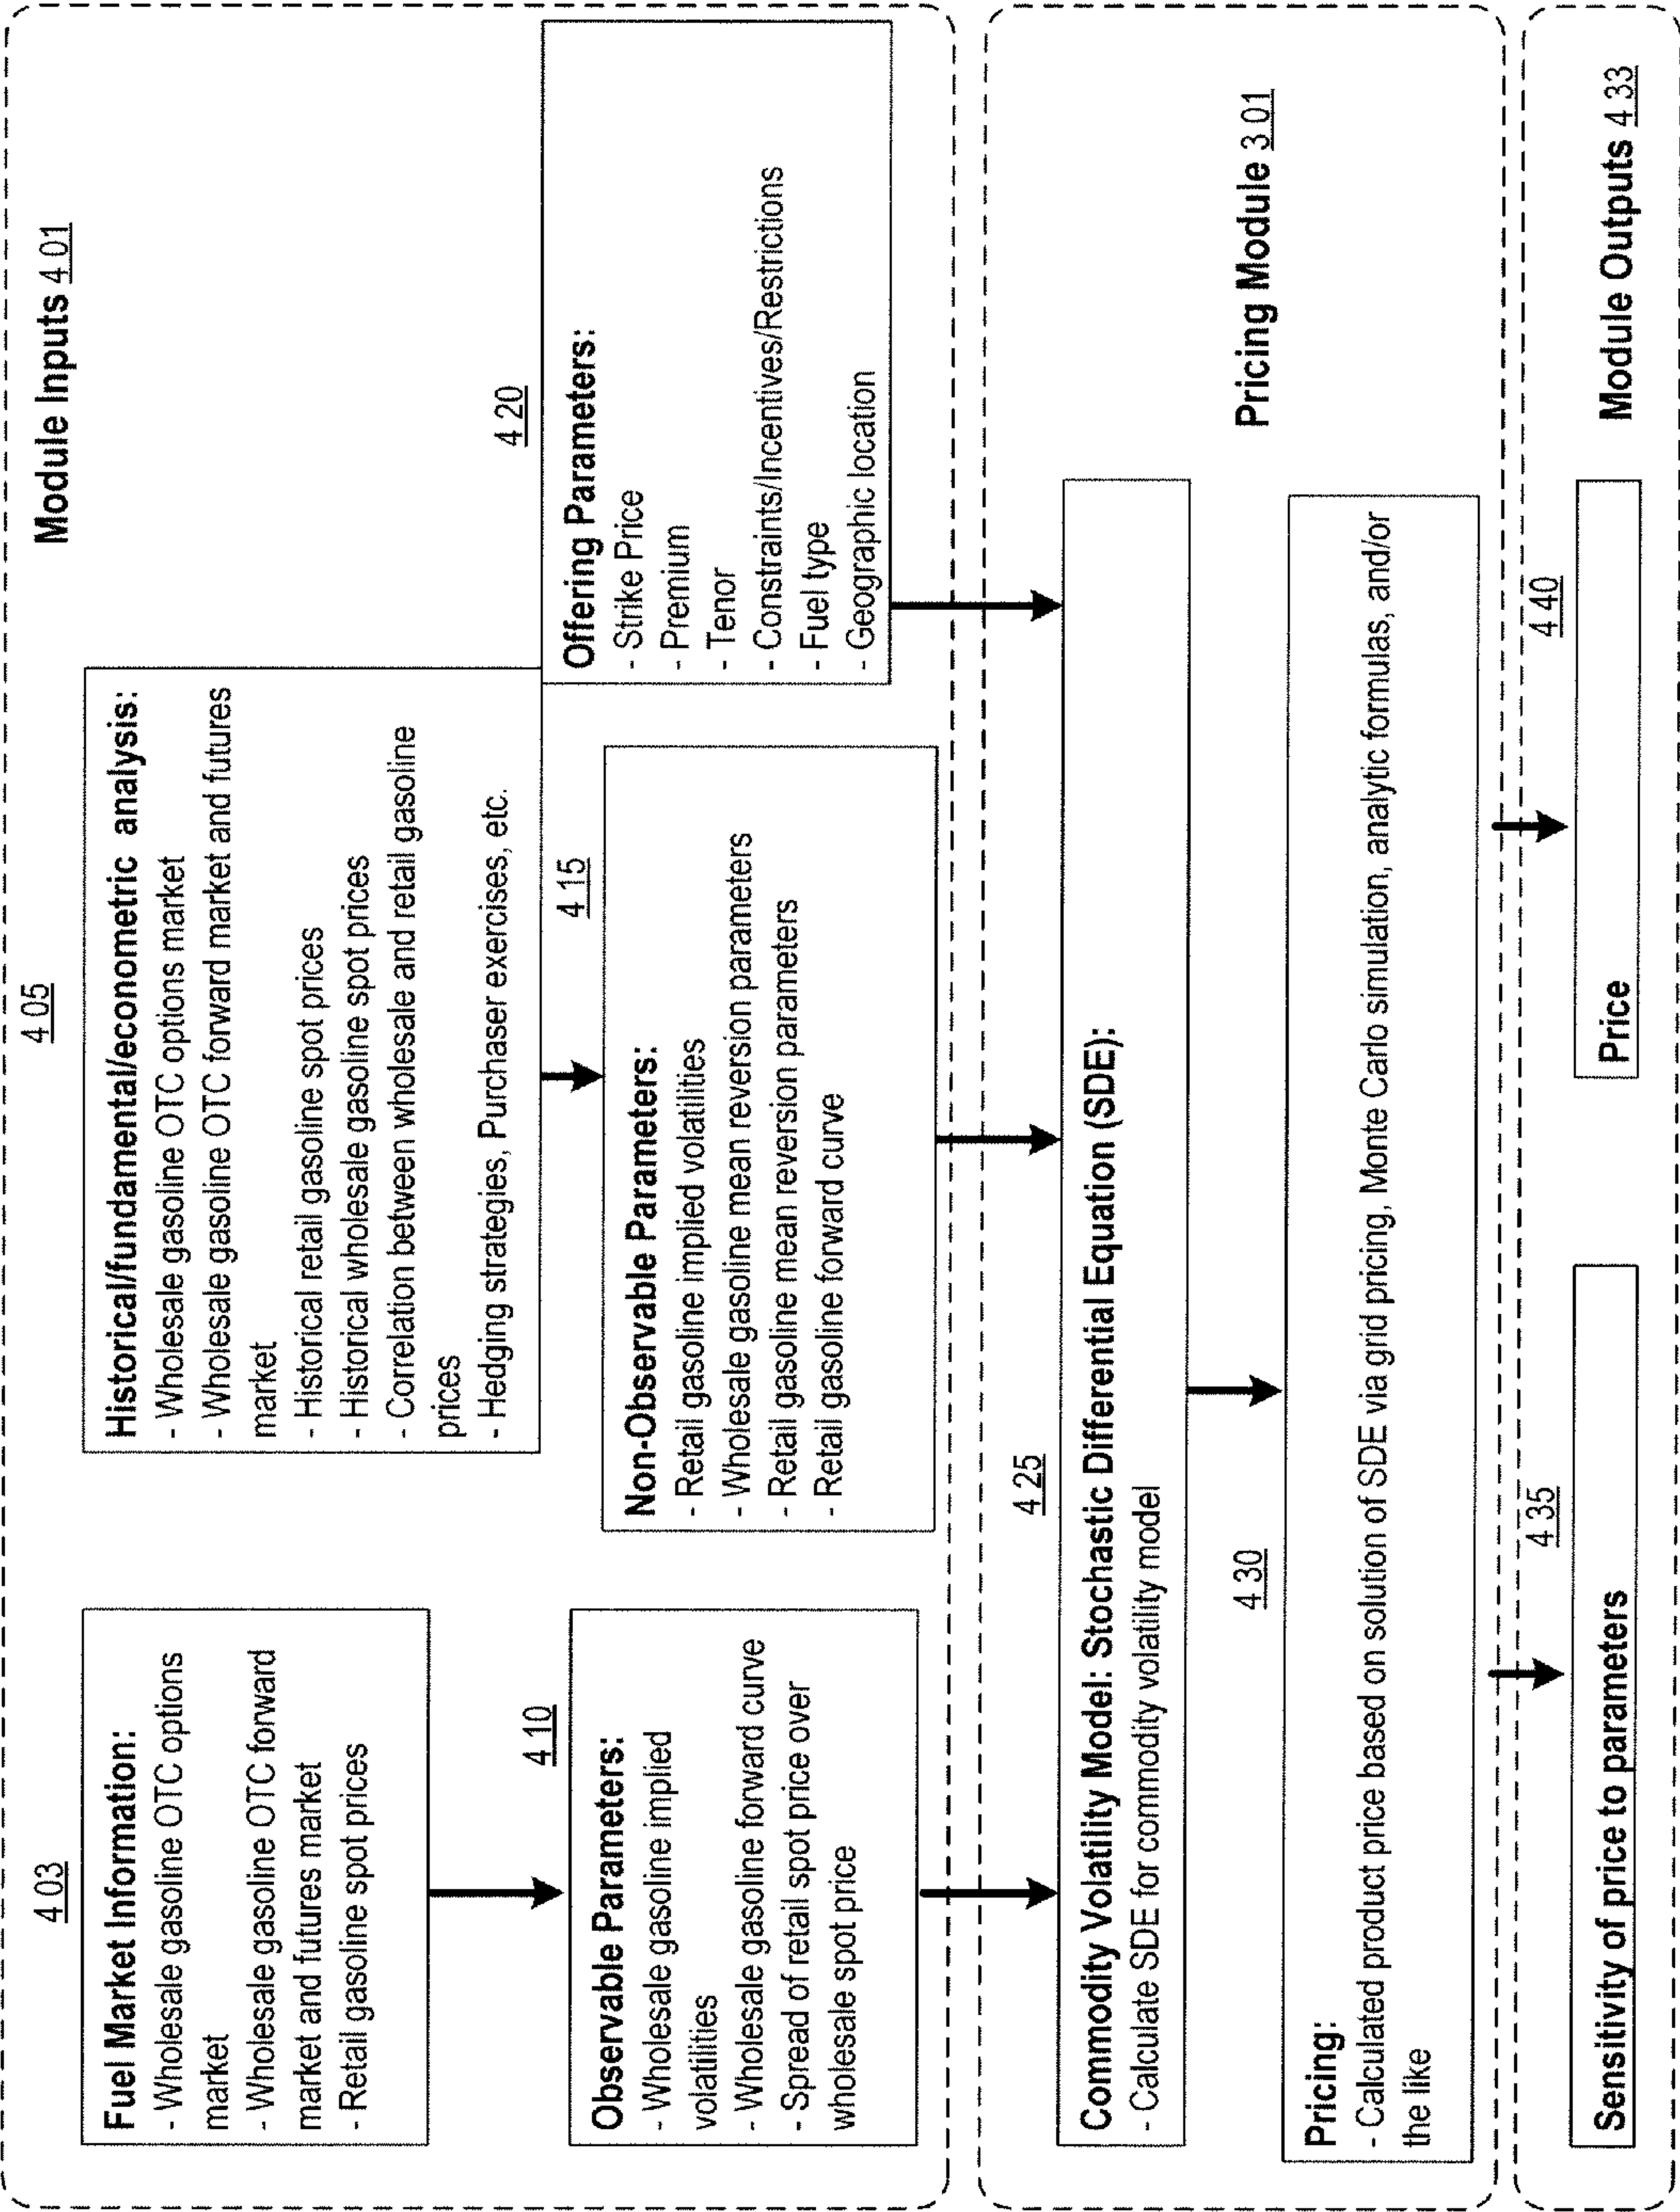 Module Inputs 4 01
4 03
Fuel Market Information:
- Wholesale gasoline OTC options
market
- Wholesale gasoline OTC forward
market and futures market
- Retail gasoline spot prices
4 05
Historical/fundamental/econometric analysis:
- Wholesale gasoline OTC options market
- Wholesale gasoline OTC forward market and futures
market
- Historical retail gasoline spot prices
- Historical wholesale gasoline spot prices
- Correlation between wholesale and retail gasoline
prices
- Hedging strategies, Purchaser exercises, etc.
4 10
Observable Parameters:
- Wholesale gasoline implied
volatilities
- Wholesale gasoline forward curve
- Spread of retail spot price over
wholesale spot price
4 15
Non-Observable Parameters:
- Retail gasoline implied volatilities
- Wholesale gasoline mean reversion parameters
- Retail gasoline mean reversion parameters
- Retail gasoline forward curve
4 20
Offering Parameters:
- Strike Price
- Premium
- Tenor
- Constraints/Incentives/Restrictions
- Fuel type
- Geographic location
4 25
Commodity Volatility Model: Stochastic Differential Equation (SDE):
- Calculate SDE for commodity volatility model
Pricing Module 3 01
4 30
Pricing:
- Calculated product price based on solution of SDE via grid pricing, Monte Carlo simulation, analytic formulas, and/or
the like
4 35
Sensitivity of price to parameters
4 40
Price
Module Outputs 4 33